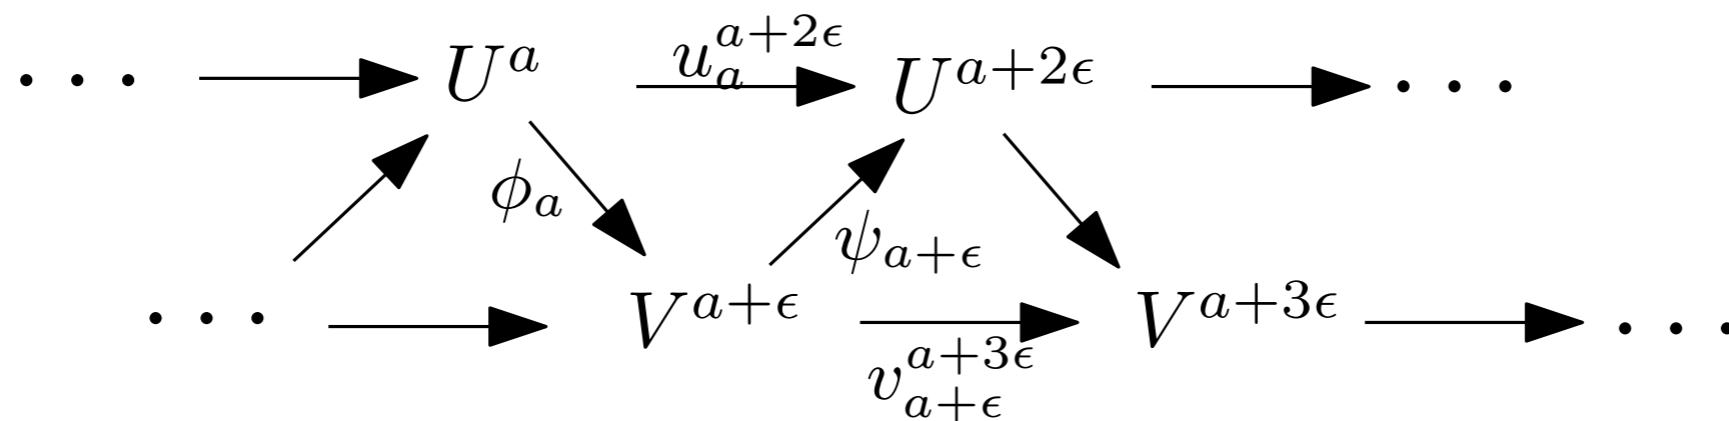 · · · U^a u_a^{a+2ϵ} U^{a+2ϵ} · · ·
ϕ_a ψ_{a+ϵ}
· · · V^{a+ϵ} v_{a+ϵ}^{a+3ϵ} V^{a+3ϵ} · · ·